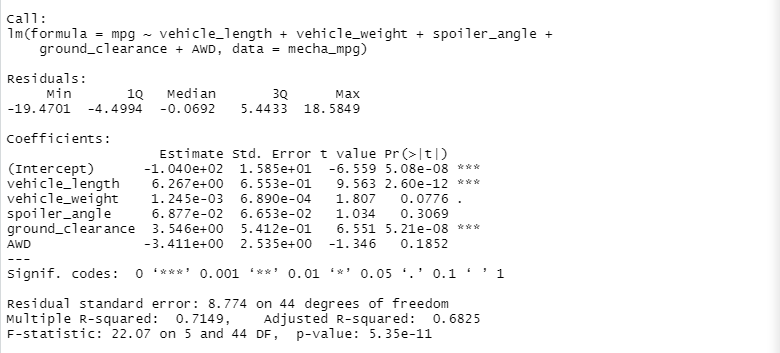 Call:
lm(formula = mpg ~ vehicle_length + vehicle_weight + spoiler_angle +
    ground_clearance + AWD, data = mecha_mpg)
Residuals:
     Min       1Q   Median       3Q      Max
-19.4701  -4.4994  -0.0692   5.4433  18.5849
Coefficients:
                   Estimate Std. Error t value Pr(>|t|)
(Intercept)      -1.040e+02  1.585e+01  -6.559 5.08e-08 ***
vehicle_length    6.267e+00  6.553e-01   9.563 2.60e-12 ***
vehicle_weight    1.245e-03  6.890e-04   1.807   0.0776 .
spoiler_angle     6.877e-02  6.653e-02   1.034   0.3069
ground_clearance  3.546e+00  5.412e-01   6.551 5.21e-08 ***
AWD              -3.411e+00  2.535e+00  -1.346   0.1852
---
Signif. codes:  0 ‘***’ 0.001 ‘**’ 0.01 ‘*’ 0.05 ‘.’ 0.1 ‘ ’ 1
Residual standard error: 8.774 on 44 degrees of freedom
Multiple R-squared:  0.7149,    Adjusted R-squared:  0.6825
F-statistic: 22.07 on 5 and 44 DF,  p-value: 5.35e-11